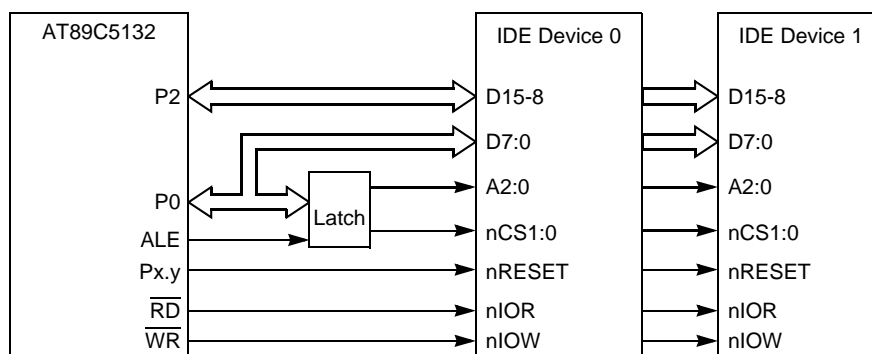 AT89C5132 IDE Device 0 IDE Device 1
P2 D15-8 D15-8
D7:0 D7:0
P0 A2:0 A2:0
Latch
ALE nCS1:0 nCS1:0
Px.y nRESET nRESET
RD nIOR nIOR
WR nIOW nIOW